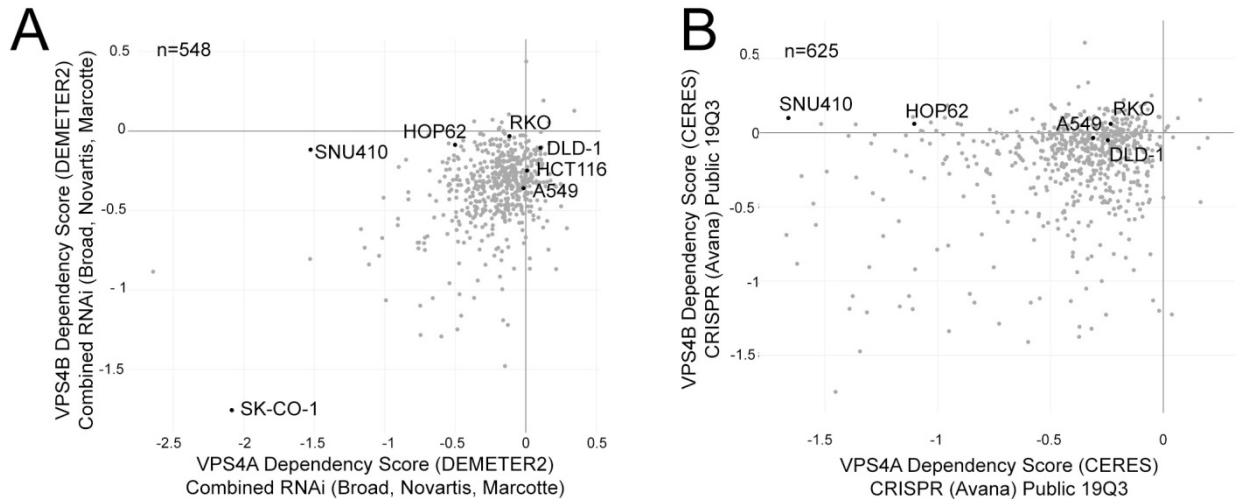 A
n=548
VPS4B Dependency Score (DEMETER2)
Combined RNAi (Broad, Novartis, Marcotte)
0.5
0
-0.5
-1
-1.5
HOP62
RKO
SNU410
DLD-1
HCT116
A549
SK-CO-1
-2.5
-2
-1.5
-1
-0.5
0
0.5
VPS4A Dependency Score (DEMETER2)
Combined RNAi (Broad, Novartis, Marcotte)
B
n=625
VPS4B Dependency Score (CERES)
CRISPR (Avana) Public 19Q3
0.5
0
-0.5
-1
-1.5
SNU410
HOP62
RKO
A549
DLD-1
-1.5
-1
-0.5
0
VPS4A Dependency Score (CERES)
CRISPR (Avana) Public 19Q3